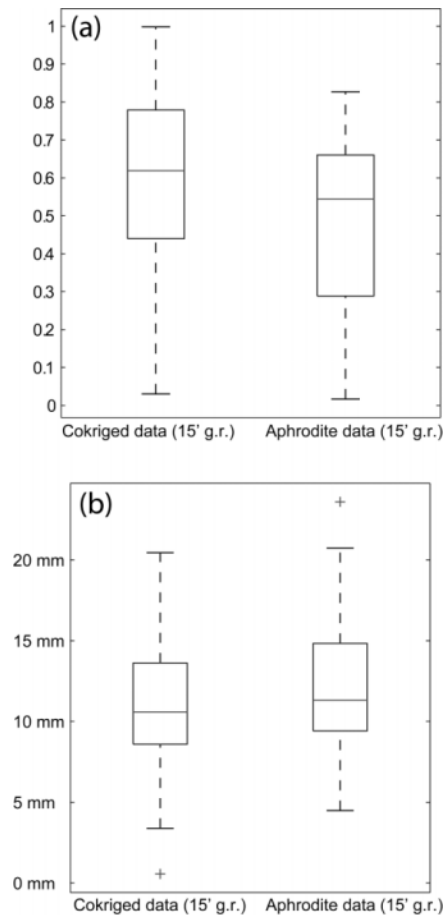 (a)
1
0.9
0.8
0.7
0.6
0.5
0.4
0.3
0.2
0.1
0
Cokriged data (15' g.r.) Aphrodite data (15' g.r.)
(b)
20 mm
15 mm
10 mm
5 mm
0 mm
Cokriged data (15' g.r.) Aphrodite data (15' g.r.)